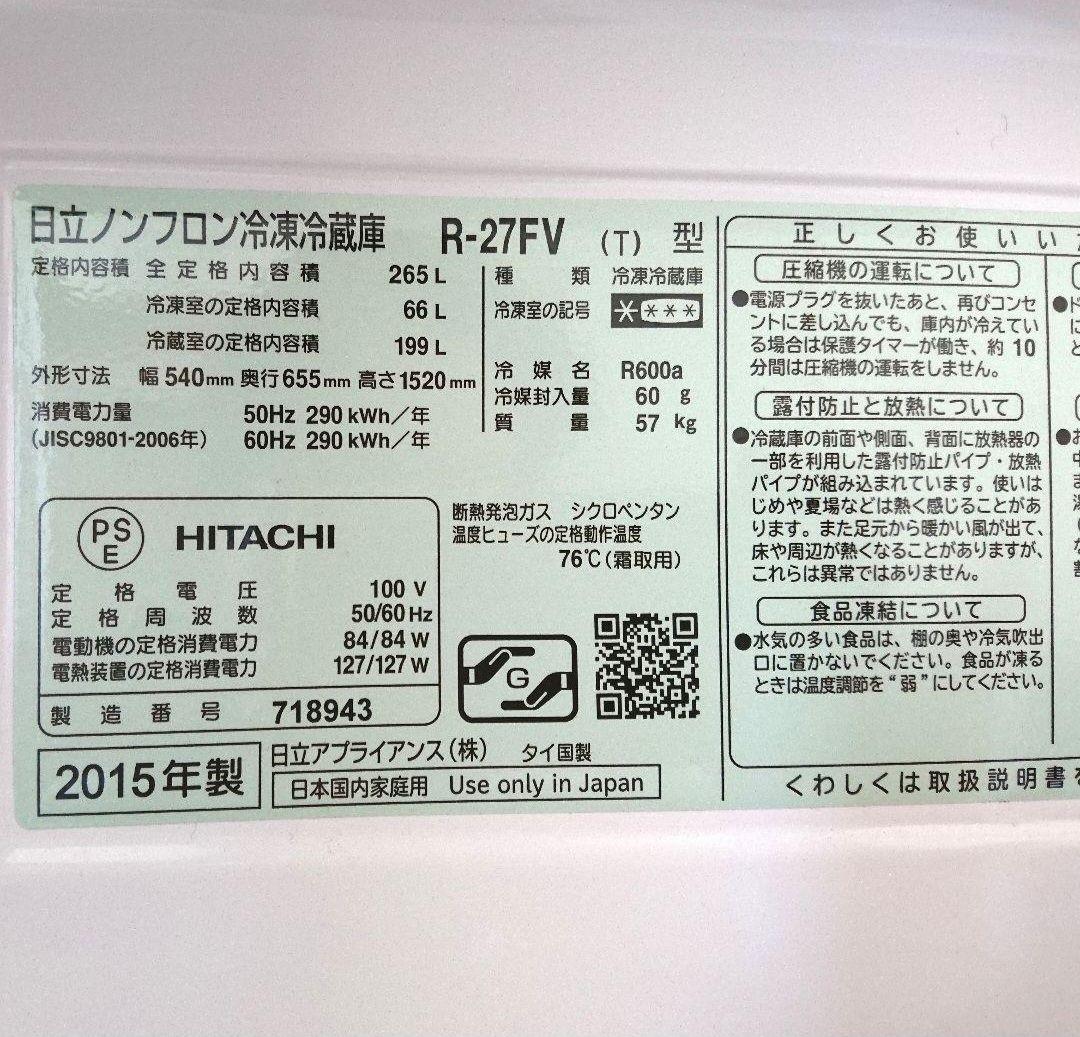 日立ノンフロン冷凍冷蔵庫 R-27FV (T) 型
定格内容積 全定格内容積 265 L
冷凍室の定格内容積 66 L
冷蔵室の定格内容積 199 L
外形寸法 幅540mm 奥行655mm 高さ1520mm
消費電力量 50Hz 290 kWh/年
(JISC9801-2006年) 60Hz 290 kWh/年
種類 冷凍冷蔵庫
冷凍室の記号 ****
冷媒名 R600a
冷媒封入量 60 g
質量 57 kg
PSE HITACHI
定格電圧 100 V
定格周波数 50/60 Hz
電動機の定格消費電力 84/84 W
電熱装置の定格消費電力 127/127 W
製造番号 718943
断熱発泡ガス シクロペンタン
温度ヒューズの定格動作温度
76℃(霜取用)
G
2015年製
日立アプライアンス(株) タイ国製
日本国内家庭用 Use only in Japan
正しくお使いい
圧縮機の運転について
●電源プラグを抜いたあと、再びコンセ
ントに差し込んでも、庫内が冷えてい
る場合は保護タイマーが働き、約10
分間は圧縮機の運転をしません。
露付防止と放熱について
●冷蔵庫の前面や側面、背面に放熱器の
一部を利用した露付防止パイプ・放熱
パイプが組み込まれています。使いは
じめや夏場などは熱く感じることがあ
ります。また足元から暖かい風が出て、
床や周辺が熱くなることがありますが、
これらは異常ではありません。
食品凍結について
●水気の多い食品は、棚の奥や冷気吹出
口に置かないでください。食品が凍る
ときは温度調節を“弱”にしてください。
くわしくは取扱説明書を